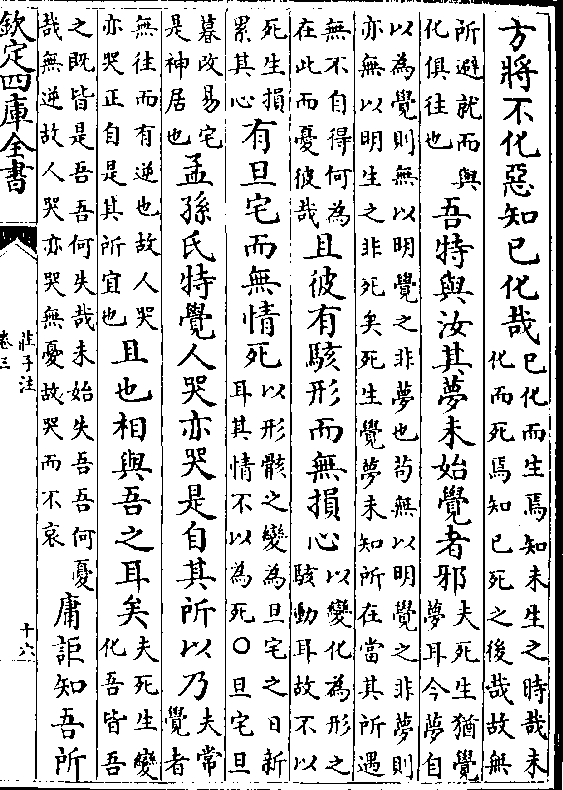 方將不化惡知已化哉已化而生焉知未生之時哉未
化而死焉知已死之後哉故無
所避就而與
化俱往也吾特與汝其夢未始覺者邪夫死生猶覺
夢耳今夢自
以為覺則無以明覺之非夢也茍無以明覺之非夢則
亦無以明生之非死矣死生覺夢未知所在當其所遇
無不自得何為
在此而憂彼哉且彼有駭形而無損心以變化為形之
駭動耳故不以
死生損
累其心有旦宅而無情死以形骸之變為旦宅之日新
耳其情不以為死○旦宅旦
暮改易宅
是神居也孟孫氏特覺人哭亦哭是自其所以乃夫常
覺者
無往而有逆也故人哭
亦哭正自是其所宜也且也相與吾之耳矣夫死生變
化吾皆吾
之既皆是吾吾何失哉未始失吾吾何憂
哉無逆故人哭亦哭無憂故哭而不哀庸詎知吾所
欽定四庫全書
莊子注
卷三
十六